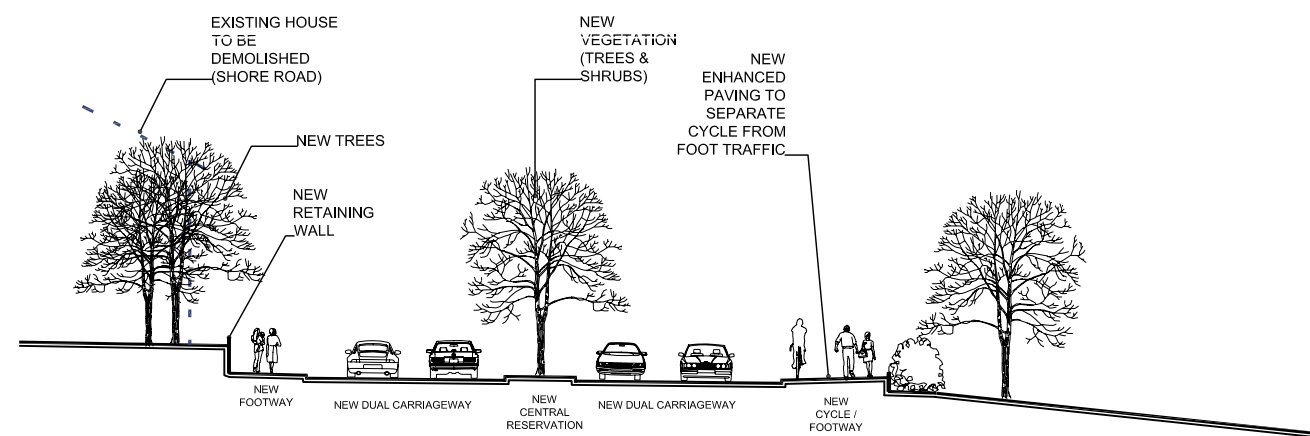 EXISTING HOUSE
TO BE
DEMOLISHED
(SHORE ROAD)
NEW TREES
NEW
RETAINING
WALL
NEW
VEGETATION
(TREES &
SHRUBS)
NEW
ENHANCED
PAVING TO
SEPARATE
CYCLE FROM
FOOT TRAFFIC
NEW
FOOTWAY
NEW DUAL CARRIAGEWAY
NEW
CENTRAL
RESERVATION
NEW DUAL CARRIAGEWAY
NEW
CYCLE /
FOOTWAY